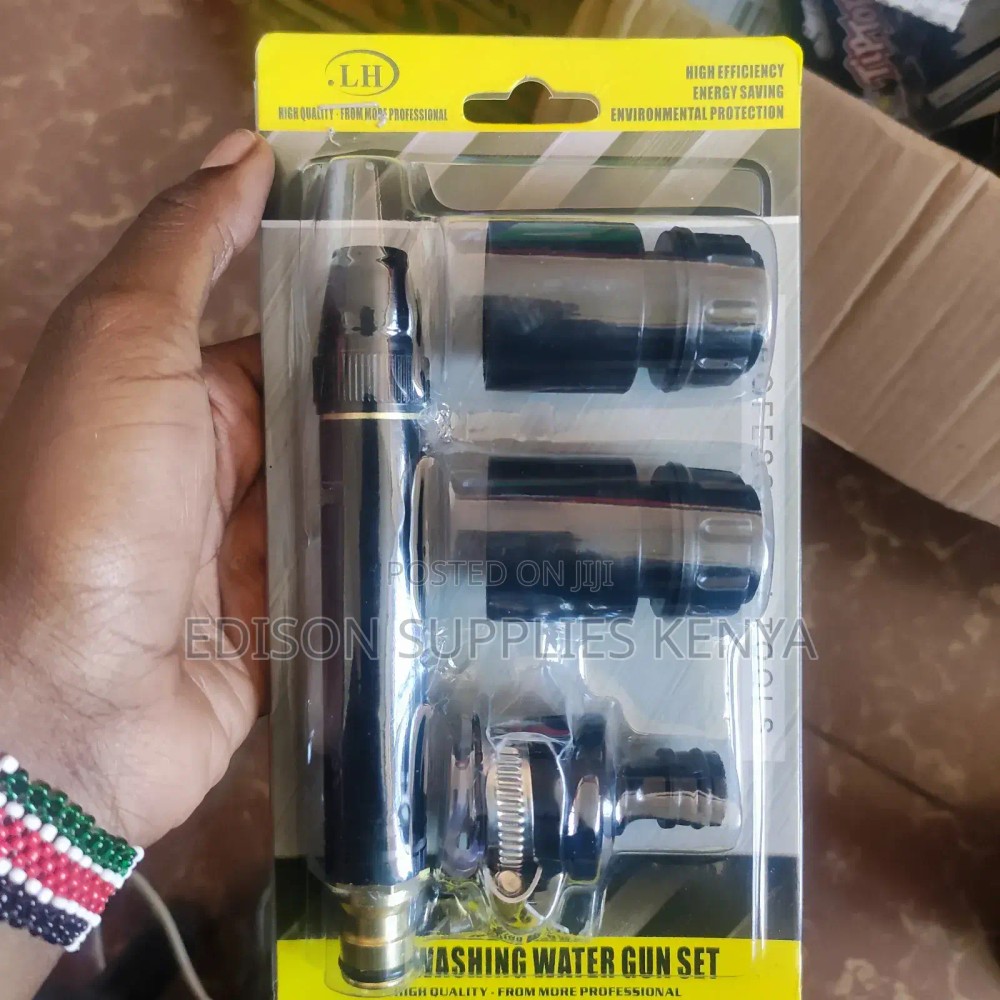 .LH
HIGH QUALITY - FROM MORE PROFESSIONAL
HIGH EFFICIENCY
ENERGY SAVING
ENVIRONMENTAL PROTECTION
POSTED ON JIJI
EDISON SUPPLIES KENYA
WASHING WATER GUN SET
HIGH QUALITY - FROM MORE PROFESSIONAL